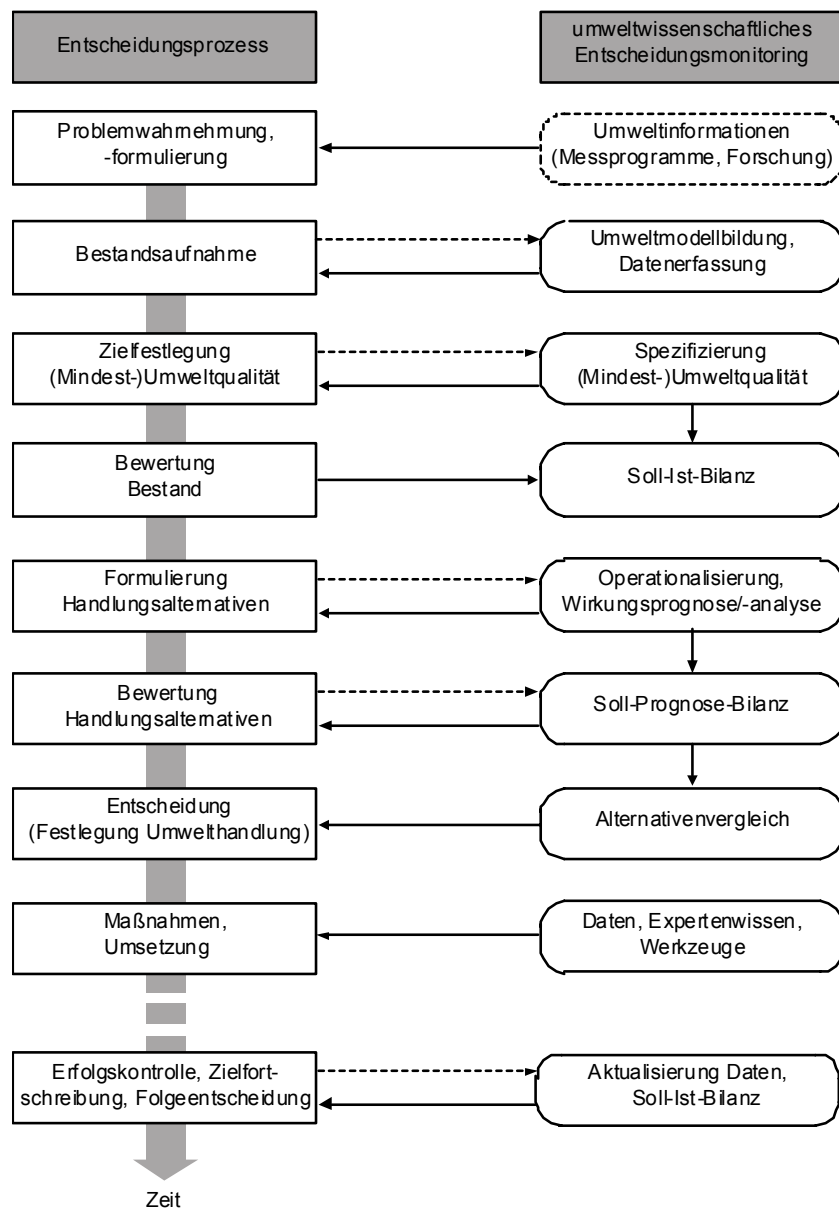 Entscheidungsprozess
umweltwissenschaftliches
Entscheidungsmonitoring
Problemwahrnehmung,
-formulierung
Umweltinformationen
(Messprogramme, Forschung)
Bestandsaufnahme
Umweltmodellbildung,
Datenerfassung
Zielfestlegung
(Mindest-)Umweltqualität
Spezifizierung
(Mindest-)Umweltqualität
Bewertung
Bestand
Soll-Ist-Bilanz
Formulierung
Handlungsalternativen
Operationalisierung,
Wirkungsprognose/-analyse
Bewertung
Handlungsalternativen
Soll-Prognose-Bilanz
Entscheidung
(Festlegung Umwelthandlung)
Alternativenvergleich
Maßnahmen,
Umsetzung
Daten, Expertenwissen,
Werkzeuge
Erfolgskontrolle, Zielfort-
schreibung, Folgeentscheidung
Aktualisierung Daten,
Soll-Ist-Bilanz
Zeit